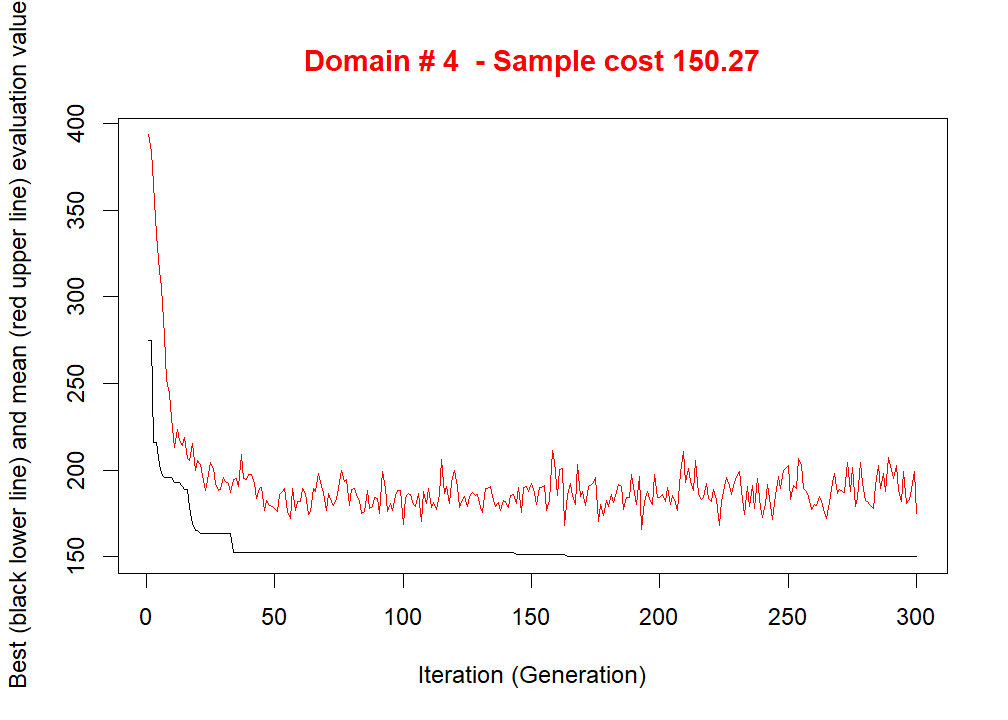 Domain # 4  - Sample cost 150.27
Best (black lower line) and mean (red upper line) evaluation value
400
350
300
250
200
150
0 50 100 150 200 250 300
Iteration (Generation)